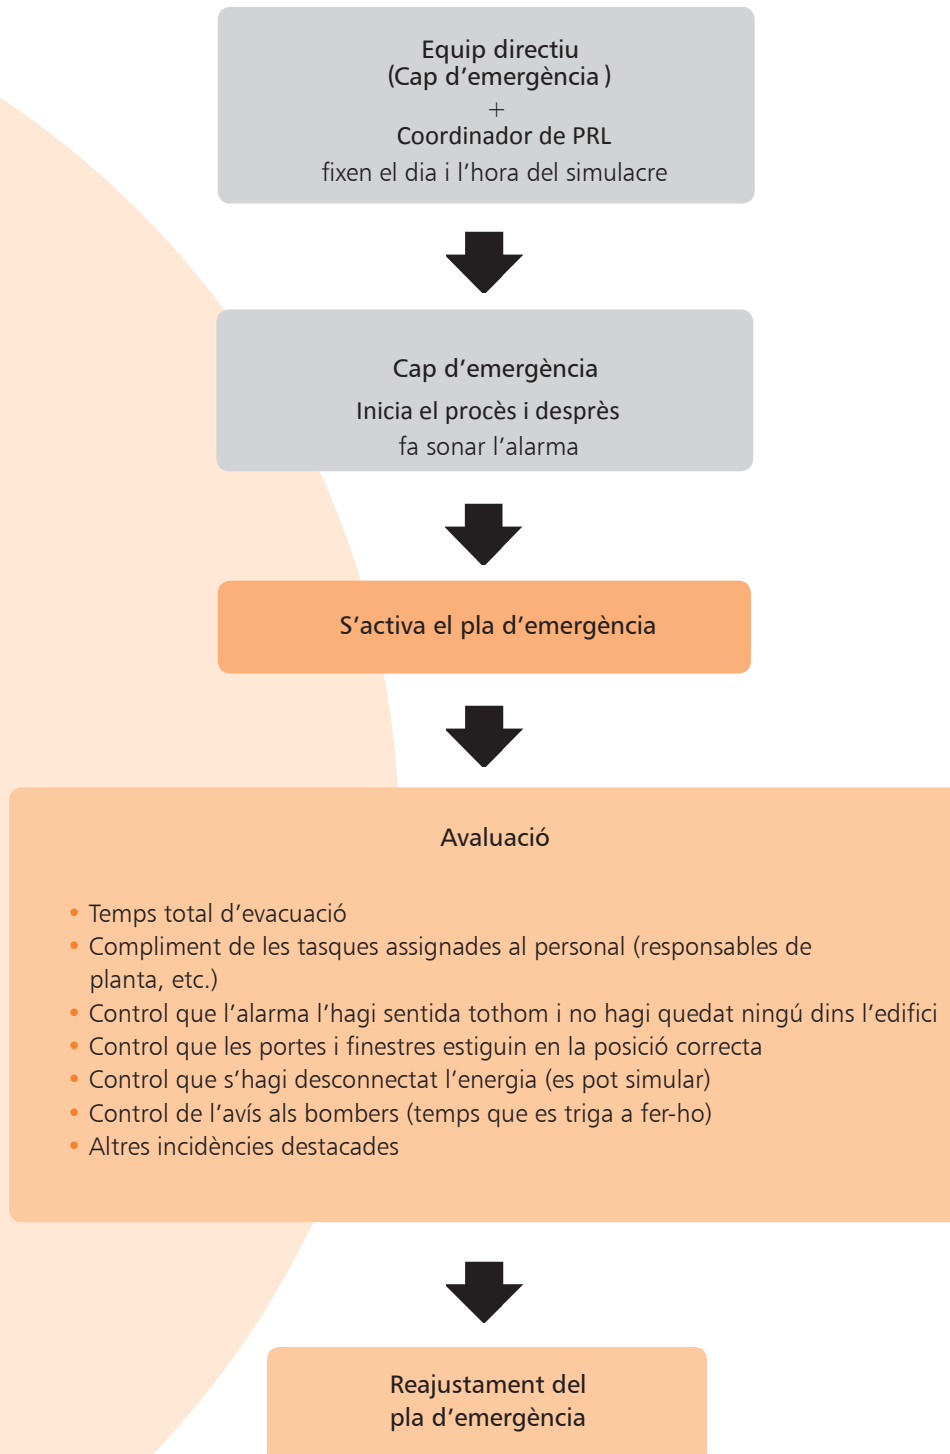 Equip directiu
(Cap d’emergència)
+
Coordinador de PRL
fixen el dia i l’hora del simulacre
Cap d’emergència
Inicia el procès i desprès
fa sonar l’alarma
S’activa el pla d’emergència
Avaluació
• Temps total d’evacuació
• Compliment de les tasques assignades al personal (responsables de
planta, etc.)
• Control que l’alarma l’hagi sentida tothom i no hagi quedat ningú dins l’edifici
• Control que les portes i finestres estiguin en la posició correcta
• Control que s’hagi desconnectat l’energia (es pot simular)
• Control de l’avís als bombers (temps que es triga a fer-ho)
• Altres incidències destacades
Reajustament del
pla d’emergència